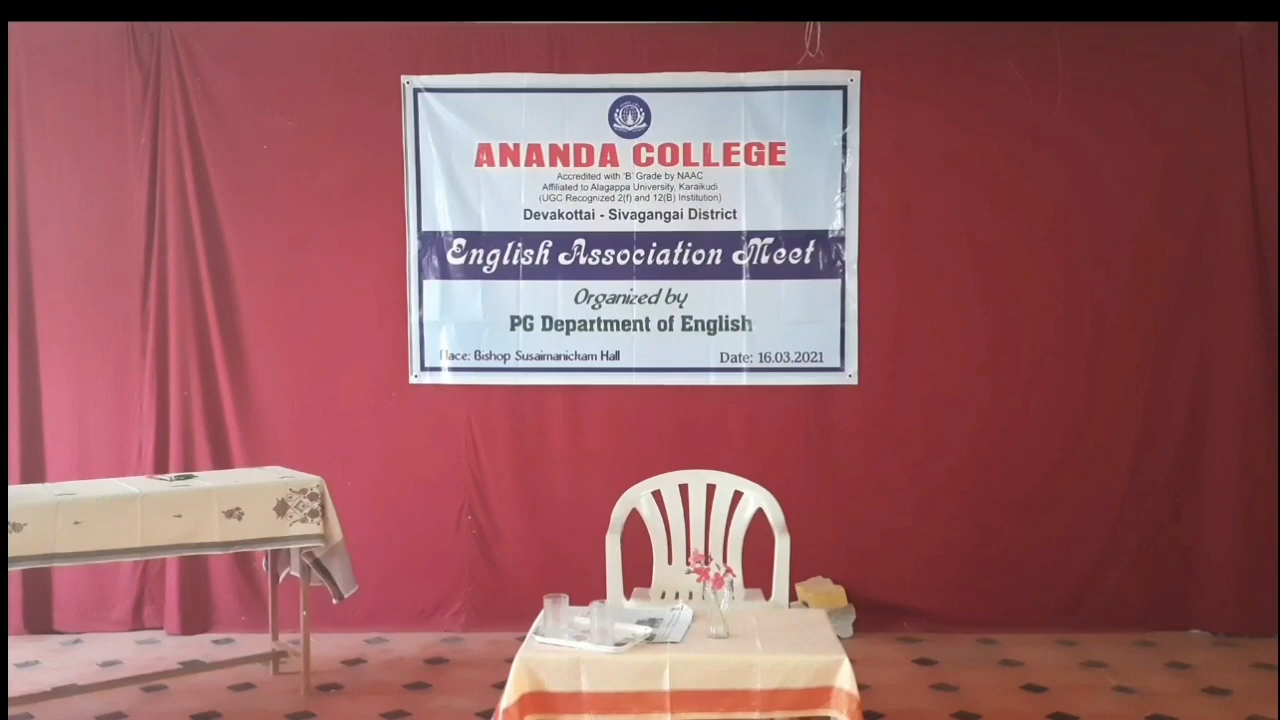 ANANDA COLLEGE
Accredited with 'B' Grade by NAAC
Affiliated to Alagappa University, Karaikudi
(UGC Recognized 2(f) and 12(B) Institution)
Devakottai - Sivagangai District
English Association Meet
Organized by
PG Department of English
Place: Bishop Susaimanickam Hall
Date: 16.03.2021